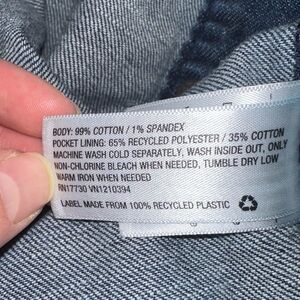 BODY: 99% COTTON / 1% SPANDEX
POCKET LINING: 65% RECYCLED POLYESTER / 35% COTTON
MACHINE WASH COLD SEPARATELY, WASH INSIDE OUT, ONLY
NON-CHLORINE BLEACH WHEN NEEDED, TUMBLE DRY LOW
WARM IRON WHEN NEEDED
RN17730 VN1210394
LABEL MADE FROM 100% RECYCLED PLASTIC